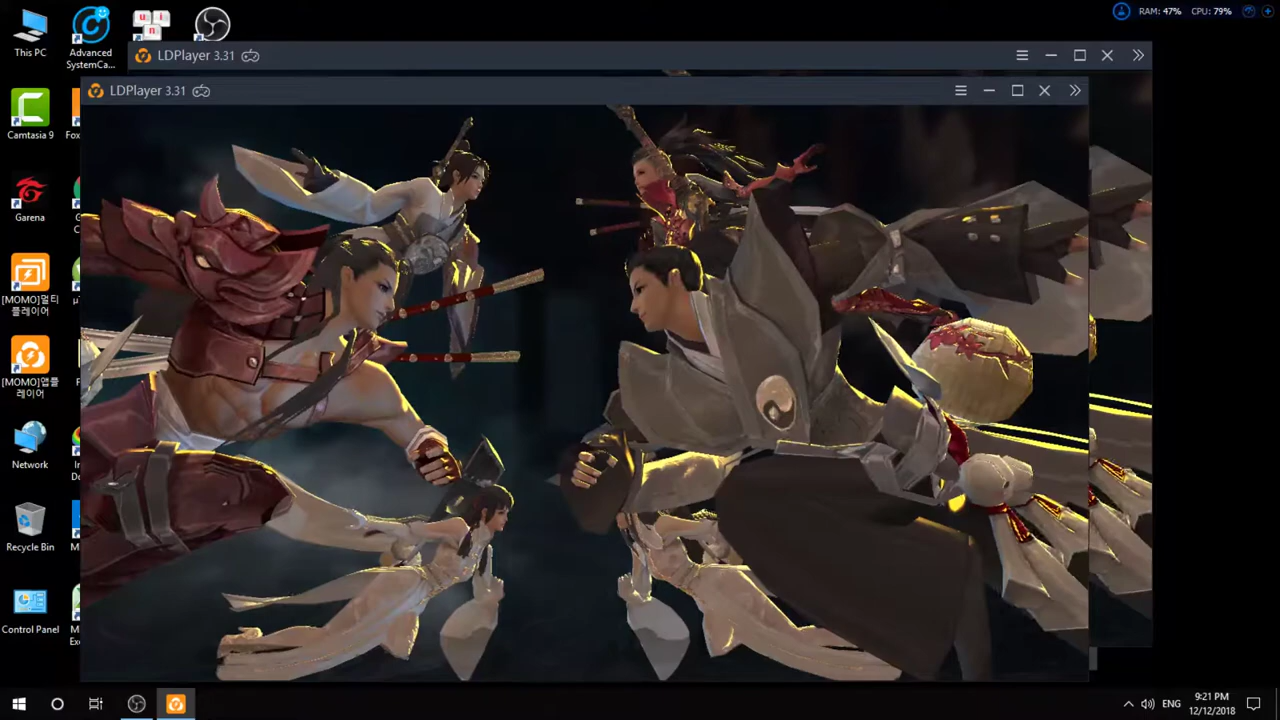 RAM: 47% CPU: 79%
This PC
Advanced
SystemCa...
u i
n
LDPlayer 3.31
LDPlayer 3.31
Camtasia 9
Fox
Garena
[MOMO]멀티
플레이어
[MOMO]앱플
레이어
Network
Recycle Bin
Control Panel
ENG
9:21 PM
12/12/2018